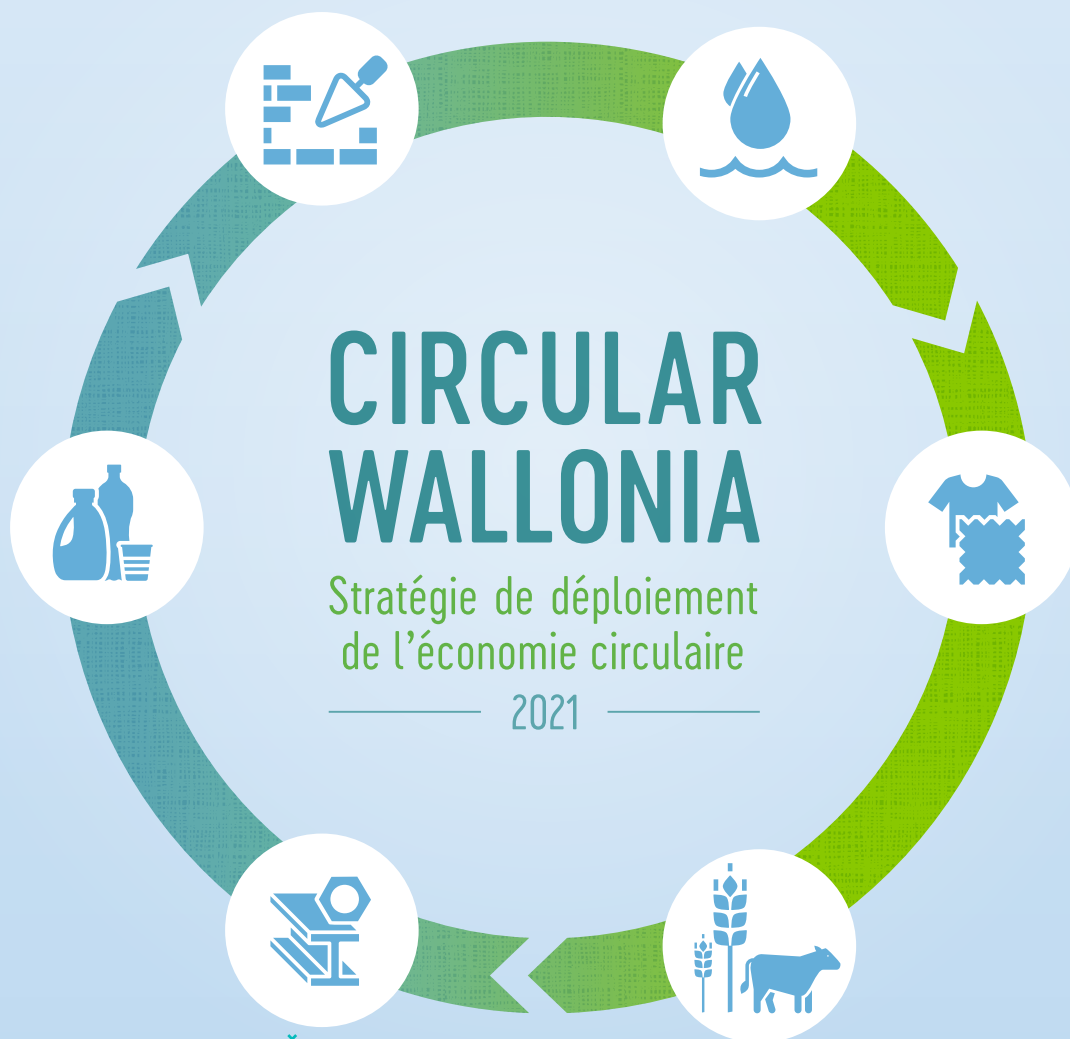 CIRCULAR
WALLONIA
Stratégie de déploiement
de l’économie circulaire
2021